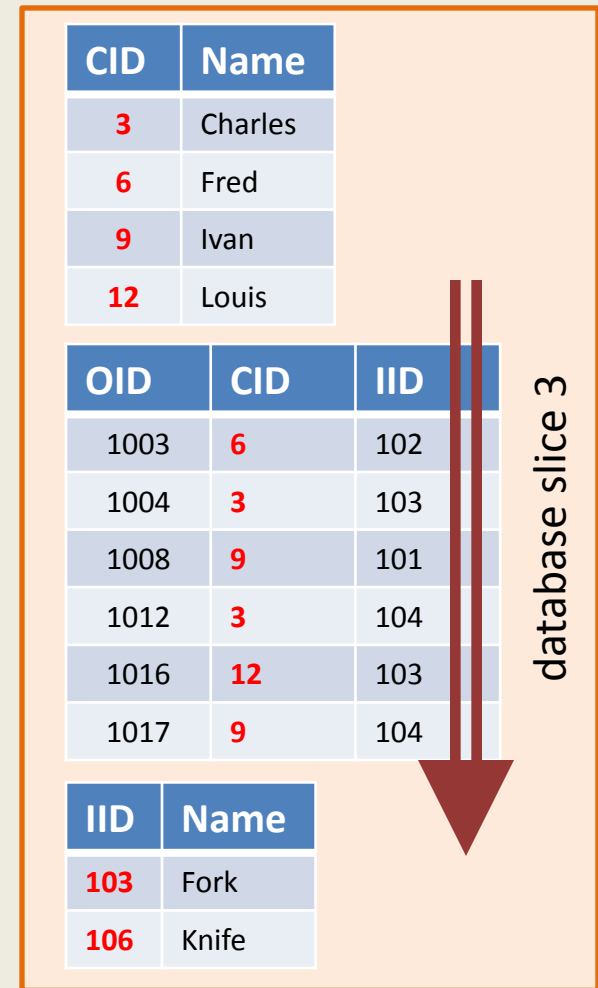 CID Name
3 Charles
6 Fred
9 Ivan
12 Louis
OID CID IID
1003 6 102
1004 3 103
1008 9 101
1012 3 104
1016 12 103
1017 9 104
IID Name
103 Fork
106 Knife
database slice 3